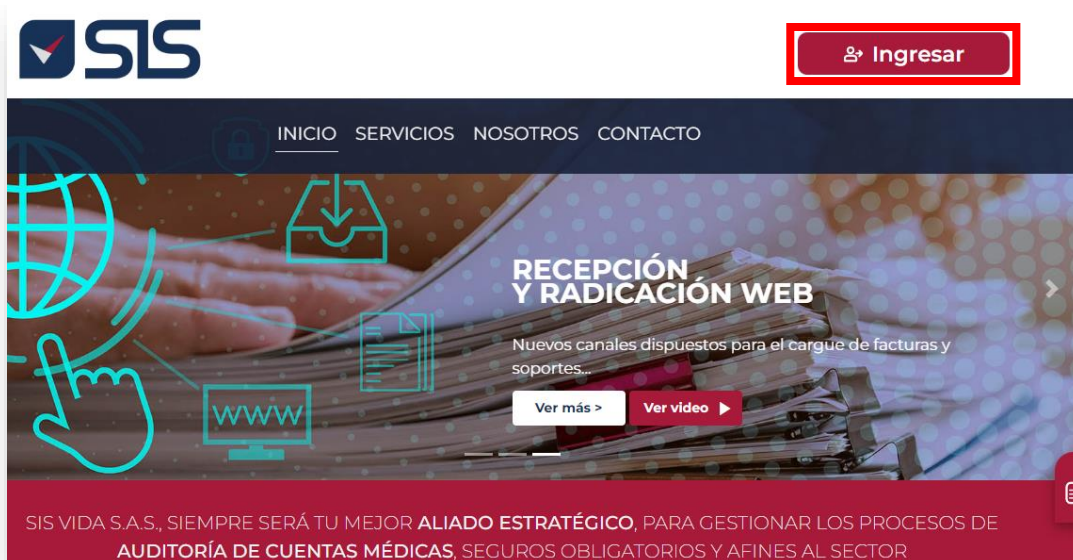 SIS
Ingresar
INICIO SERVICIOS NOSOTROS CONTACTO
RECEPCIÓN
Y RADICACIÓN WEB
Nuevos canales dispuestos para el cargue de facturas y
soportes...
Ver más > Ver video
WWW
SIS VIDA S.A.S., SIEMPRE SERÁ TU MEJOR ALIADO ESTRATÉGICO, PARA GESTIONAR LOS PROCESOS DE
AUDITORÍA DE CUENTAS MÉDICAS, SEGUROS OBLIGATORIOS Y AFINES AL SECTOR